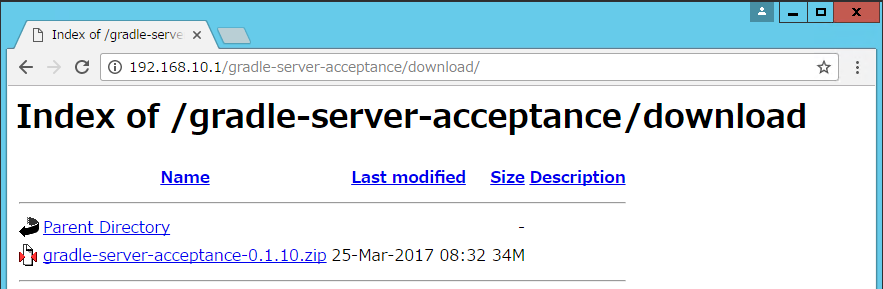 Index of /gradle-serve
192.168.10.1/gradle-server-acceptance/download/
Index of /gradle-server-acceptance/download
Name Last modified Size Description
Parent Directory -
gradle-server-acceptance-0.1.10.zip 25-Mar-2017 08:32 34M